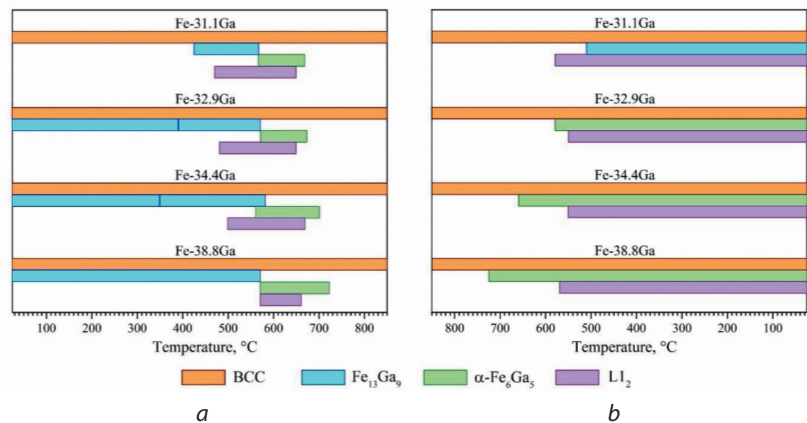 Fe-31.1Ga
Fe-32.9Ga
Fe-34.4Ga
Fe-38.8Ga
100 200 300 400 500 600 700 800
Temperature, °C
Fe-31.1Ga
Fe-32.9Ga
Fe-34.4Ga
Fe-38.8Ga
800 700 600 500 400 300 200 100
Temperature, °C
BCC Fe₁₃Ga₉ α-Fe₆Ga₅ L1₂
a b